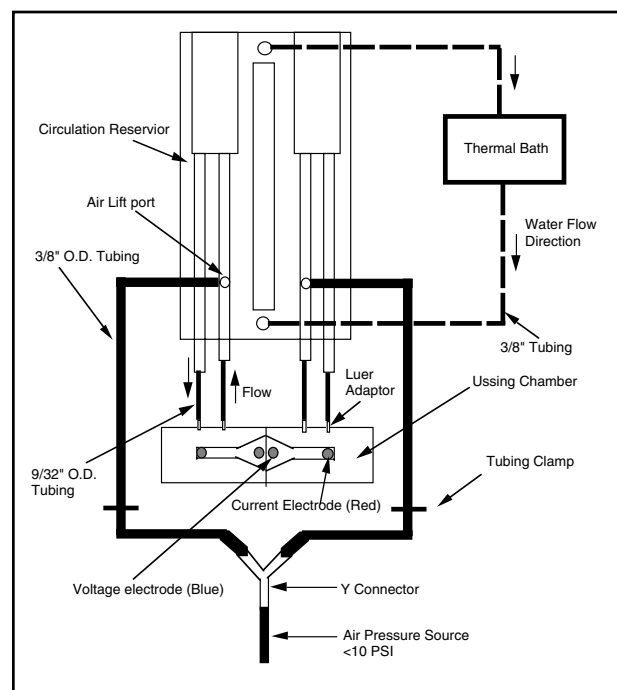 Circulation Reservior
Thermal Bath
Air Lift port
3/8" O.D. Tubing
Water Flow
Direction
3/8" Tubing
Flow
Luer
Adaptor
Ussing Chamber
9/32" O.D.
Tubing
Tubing Clamp
Current Electrode (Red)
Voltage electrode (Blue)
Y Connector
Air Pressure Source
<10 PSI